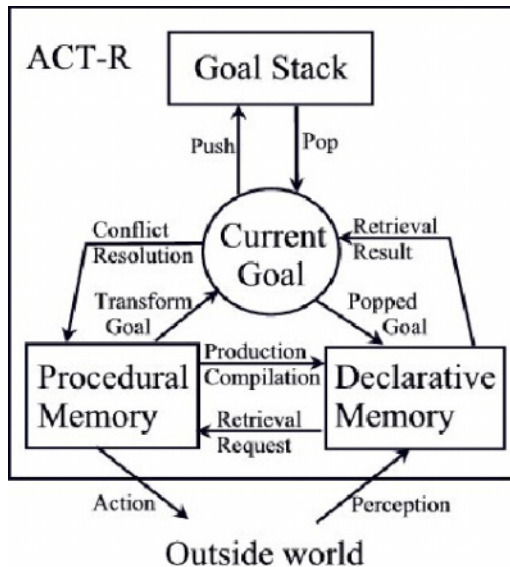 ACT-R
Goal Stack
Push
Pop
Current
Goal
Conflict
Resolution
Retrieval
Result
Transform
Goal
Popped
Goal
Procedural
Memory
Production
Compilation
Retrieval
Request
Declarative
Memory
Action
Perception
Outside world